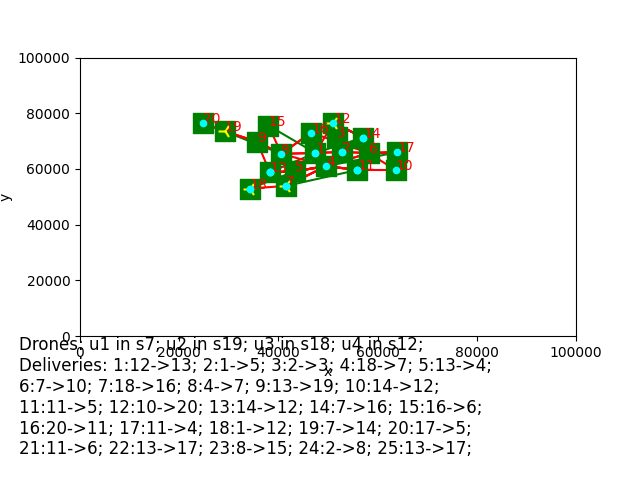 100000
80000
60000
40000
20000
0
y
0 20000 40000 60000 80000 100000
x
Drones: u1 in s7; u2 in s19; u3 in s18; u4 in s12;
Deliveries: 1:12->13; 2:1->5; 3:2->3; 4:18->7; 5:13->4;
6:7->10; 7:18->16; 8:4->7; 9:13->19; 10:14->12;
11:11->5; 12:10->20; 13:14->12; 14:7->16; 15:16->6;
16:20->11; 17:11->4; 18:1->12; 19:7->14; 20:17->5;
21:11->6; 22:13->17; 23:8->15; 24:2->8; 25:13->17;